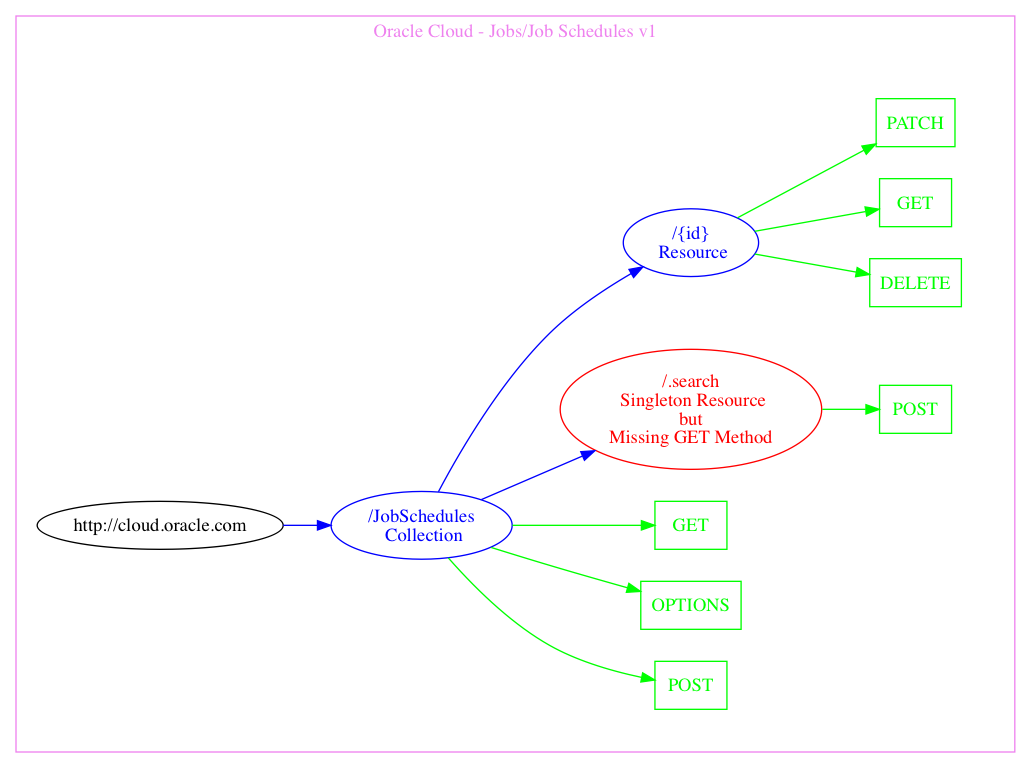 Oracle Cloud - Jobs/Job Schedules v1
PATCH
GET
/{id}
Resource
DELETE
/.search
Singleton Resource
but
Missing GET Method
POST
http://cloud.oracle.com
/JobSchedules
Collection
GET
OPTIONS
POST